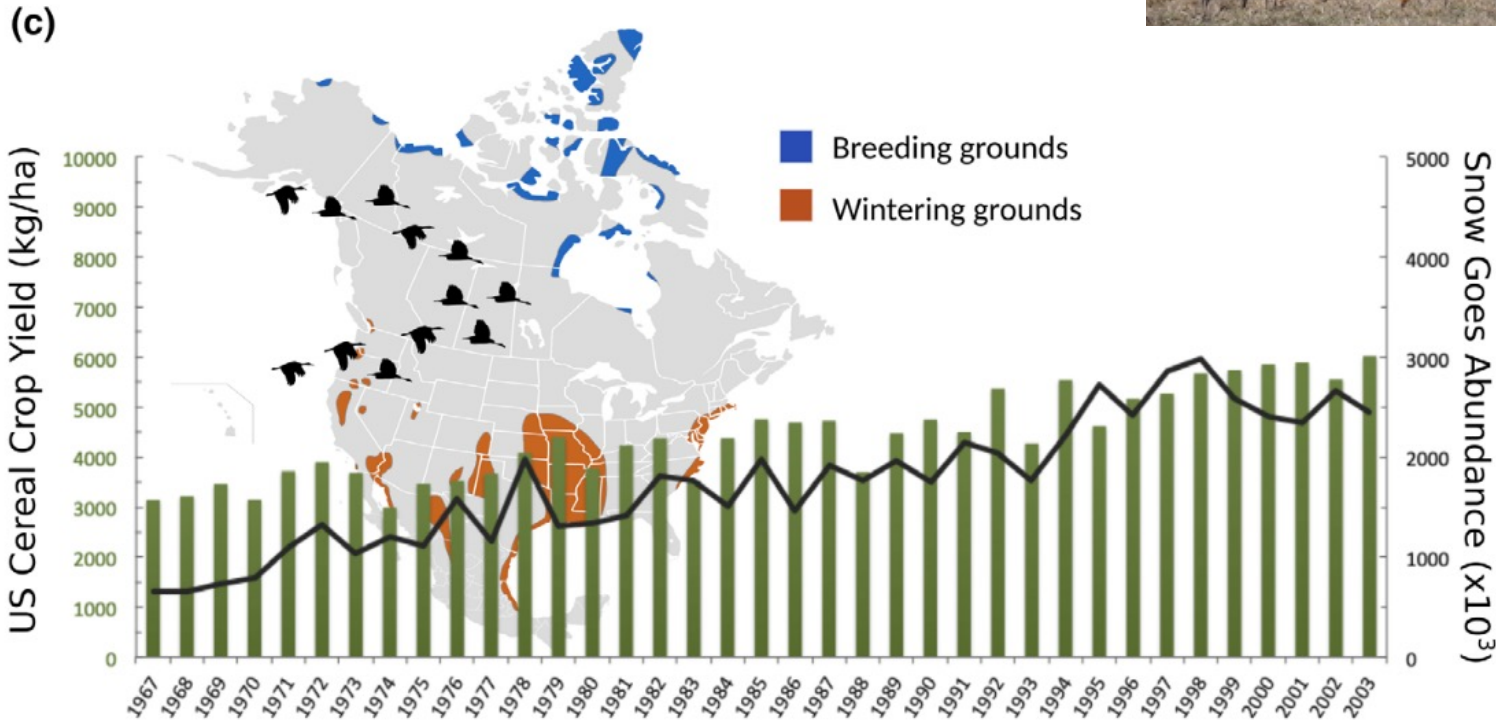 (c)
US Cereal Crop Yield (kg/ha)
10000
9000
8000
7000
6000
5000
4000
3000
2000
1000
0
Breeding grounds
Wintering grounds
5000
4000
3000
2000
1000
0
Snow Goes Abundance (x10³)
1967 1968 1969 1970 1971 1972 1973 1974 1975 1976 1977 1978 1979 1980 1981 1982 1983 1984 1985 1986 1987 1988 1989 1990 1991 1992 1993 1994 1995 1996 1997 1998 1999 2000 2001 2002 2003